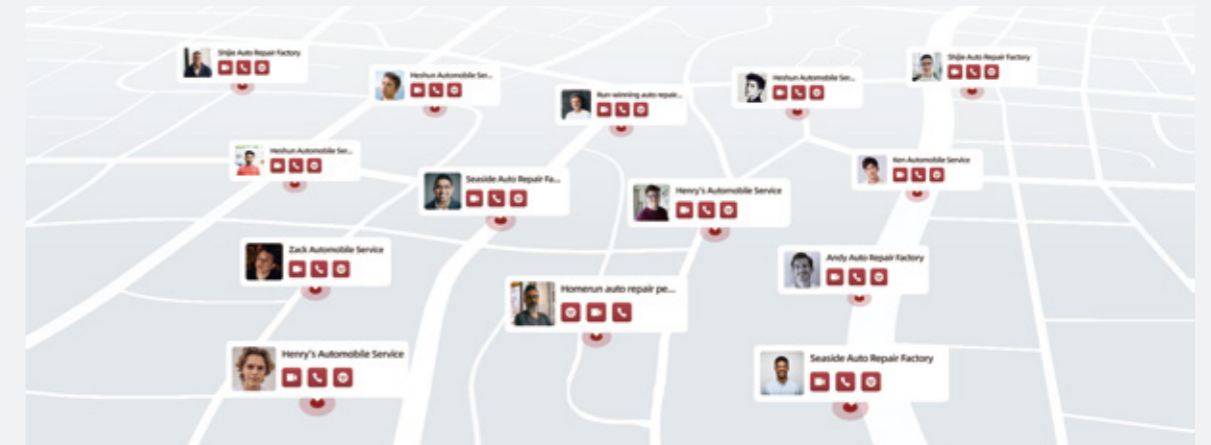 Shijie Auto Repair Factory
Heshun Automobile Ser...
Run-winning auto repair...
Heshun Automobile Ser...
Shijie Auto Repair Factory
Heshun Automobile Ser...
Seaside Auto Repair Fa...
Henry's Automobile Service
Ken Automobile Service
Zack Automobile Service
Homerun auto repair pe...
Andy Auto Repair Factory
Henry's Automobile Service
Seaside Auto Repair Factory